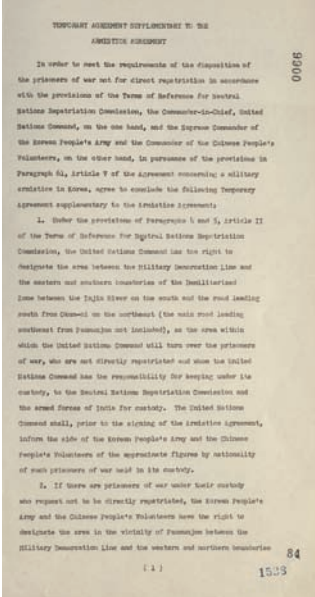 TEMPORARY AGREEMENT SUPPLEMENTARY TO THE
ARMISTICE AGREEMENT
0066
In order to meet the requirements of the disposition of
the prisoners of war not for direct repatriation in accordance
with the provisions of the Terms of Reference for Neutral
Nations Repatriation Commission, the Commander-in-Chief, United
Nations Command, on the one hand, and the Supreme Commander of
the Korean People's Army and the Commander of the Chinese People's
Volunteers, on the other hand, in pursuance of the provisions in
Paragraph 61, Article V of the Agreement concerning a military
armistice in Korea, agree to conclude the following Temporary
Agreement supplementary to the Armistice Agreement:
1. Under the provisions of Paragraphs 4 and 5, Article II
of the Terms of Reference for Neutral Nations Repatriation
Commission, the United Nations Command has the right to
designate the area between the Military Demarcation Line and
the eastern and southern boundaries of the Demilitarized
Zone between the Imjin River on the south and the road leading
south from Okum-ni on the northeast (the main road leading
southeast from Panmunjom not included), as the area within
which the United Nations Command will turn over the prisoners
of war, who are not directly repatriated and whom the United
Nations Command has the responsibility for keeping under its
custody, to the Neutral Nations Repatriation Commission and
the armed forces of India for custody. The United Nations
Command shall, prior to the signing of the Armistice Agreement,
inform the side of the Korean People's Army and the Chinese
People's Volunteers of the approximate figures by nationality
of such prisoners of war held in its custody.
2. If there are prisoners of war under their custody
who request not to be directly repatriated, the Korean People's
Army and the Chinese People's Volunteers have the right to
designate the area in the vicinity of Panmunjom between the
Military Demarcation Line and the western and northern boundaries
( 1 )
84